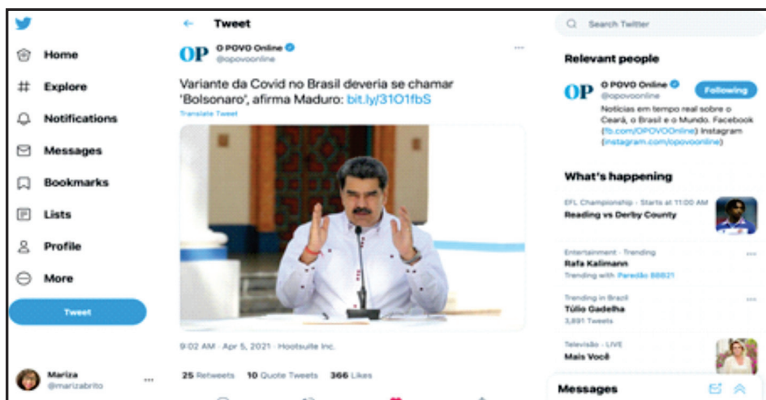 Tweet
Search Twitter
Home
OP
O POVO Online
@opovoonline
Relevant people
Explore
Variante da Covid no Brasil deveria se chamar
'Bolsonaro', afirma Maduro: bit.ly/31O1fbS
Translate Tweet
OP
O POVO Online
@opovoonline
Following
Notícias em tempo real sobre o
Ceará, o Brasil e o Mundo. Facebook
(fb.com/OPOVOOnline) Instagram
(instagram.com/opovoonline)
Notifications
Messages
Bookmarks
Lists
Profile
More
Tweet
What's happening
EFL Championship · Starts at 11:00 AM
Reading vs Derby County
Entertainment · Trending
Rafa Kalimann
Trending with Paredão BBB21
Trending in Brazil
Túlio Gadelha
3,691 Tweets
Televisão · LIVE
Mais Você
9:02 AM · Apr 5, 2021 · Hootsuite Inc.
25 Retweets 10 Quote Tweets 366 Likes
Mariza
@marizabrito
Messages